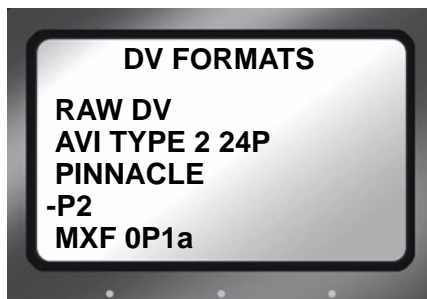 DV FORMATS
RAW DV
AVI TYPE 2 24P
PINNACLE
-P2
MXF 0P1a